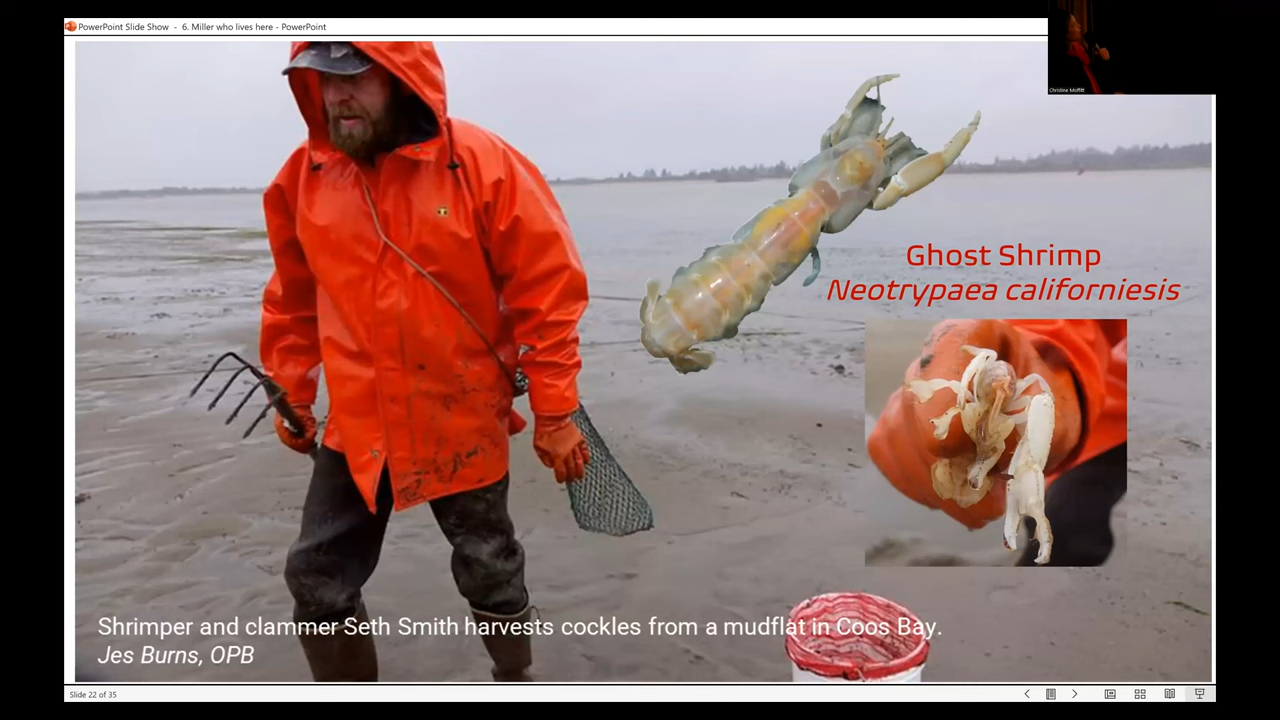 PowerPoint Slide Show - 6. Miller who lives here - PowerPoint
Christine Moffitt
Ghost Shrimp
Neotrypaea californiesis
Shrimper and clammer Seth Smith harvests cockles from a mudflat in Coos Bay.
Jes Burns, OPB
Slide 22 of 35